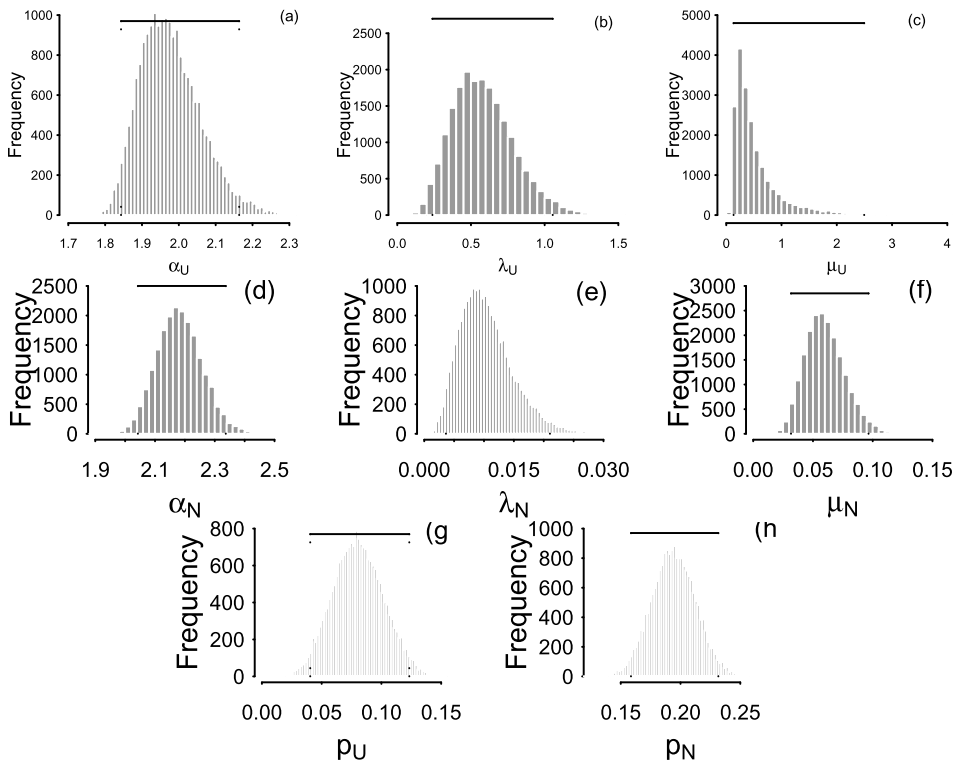 (a)
Frequency
1000
800
600
400
200
0
1.7 1.8 1.9 2.0 2.1 2.2 2.3
αU
(b)
Frequency
2500
2000
1500
1000
500
0
0.0 0.5 1.0 1.5
λU
(c)
Frequency
5000
4000
3000
2000
1000
0
0 1 2 3 4
μU
(d)
Frequency
2500
2000
1500
1000
500
0
1.9 2.1 2.3 2.5
αN
(e)
Frequency
1000
800
600
400
200
0
0.000 0.015 0.030
λN
(f)
Frequency
3000
2500
2000
1500
1000
500
0
0.00 0.05 0.10 0.15
μN
(g
Frequency
800
600
400
200
0
0.00 0.05 0.10 0.15
pU
(h
Frequency
1000
800
600
400
200
0
0.15 0.20 0.25
pN